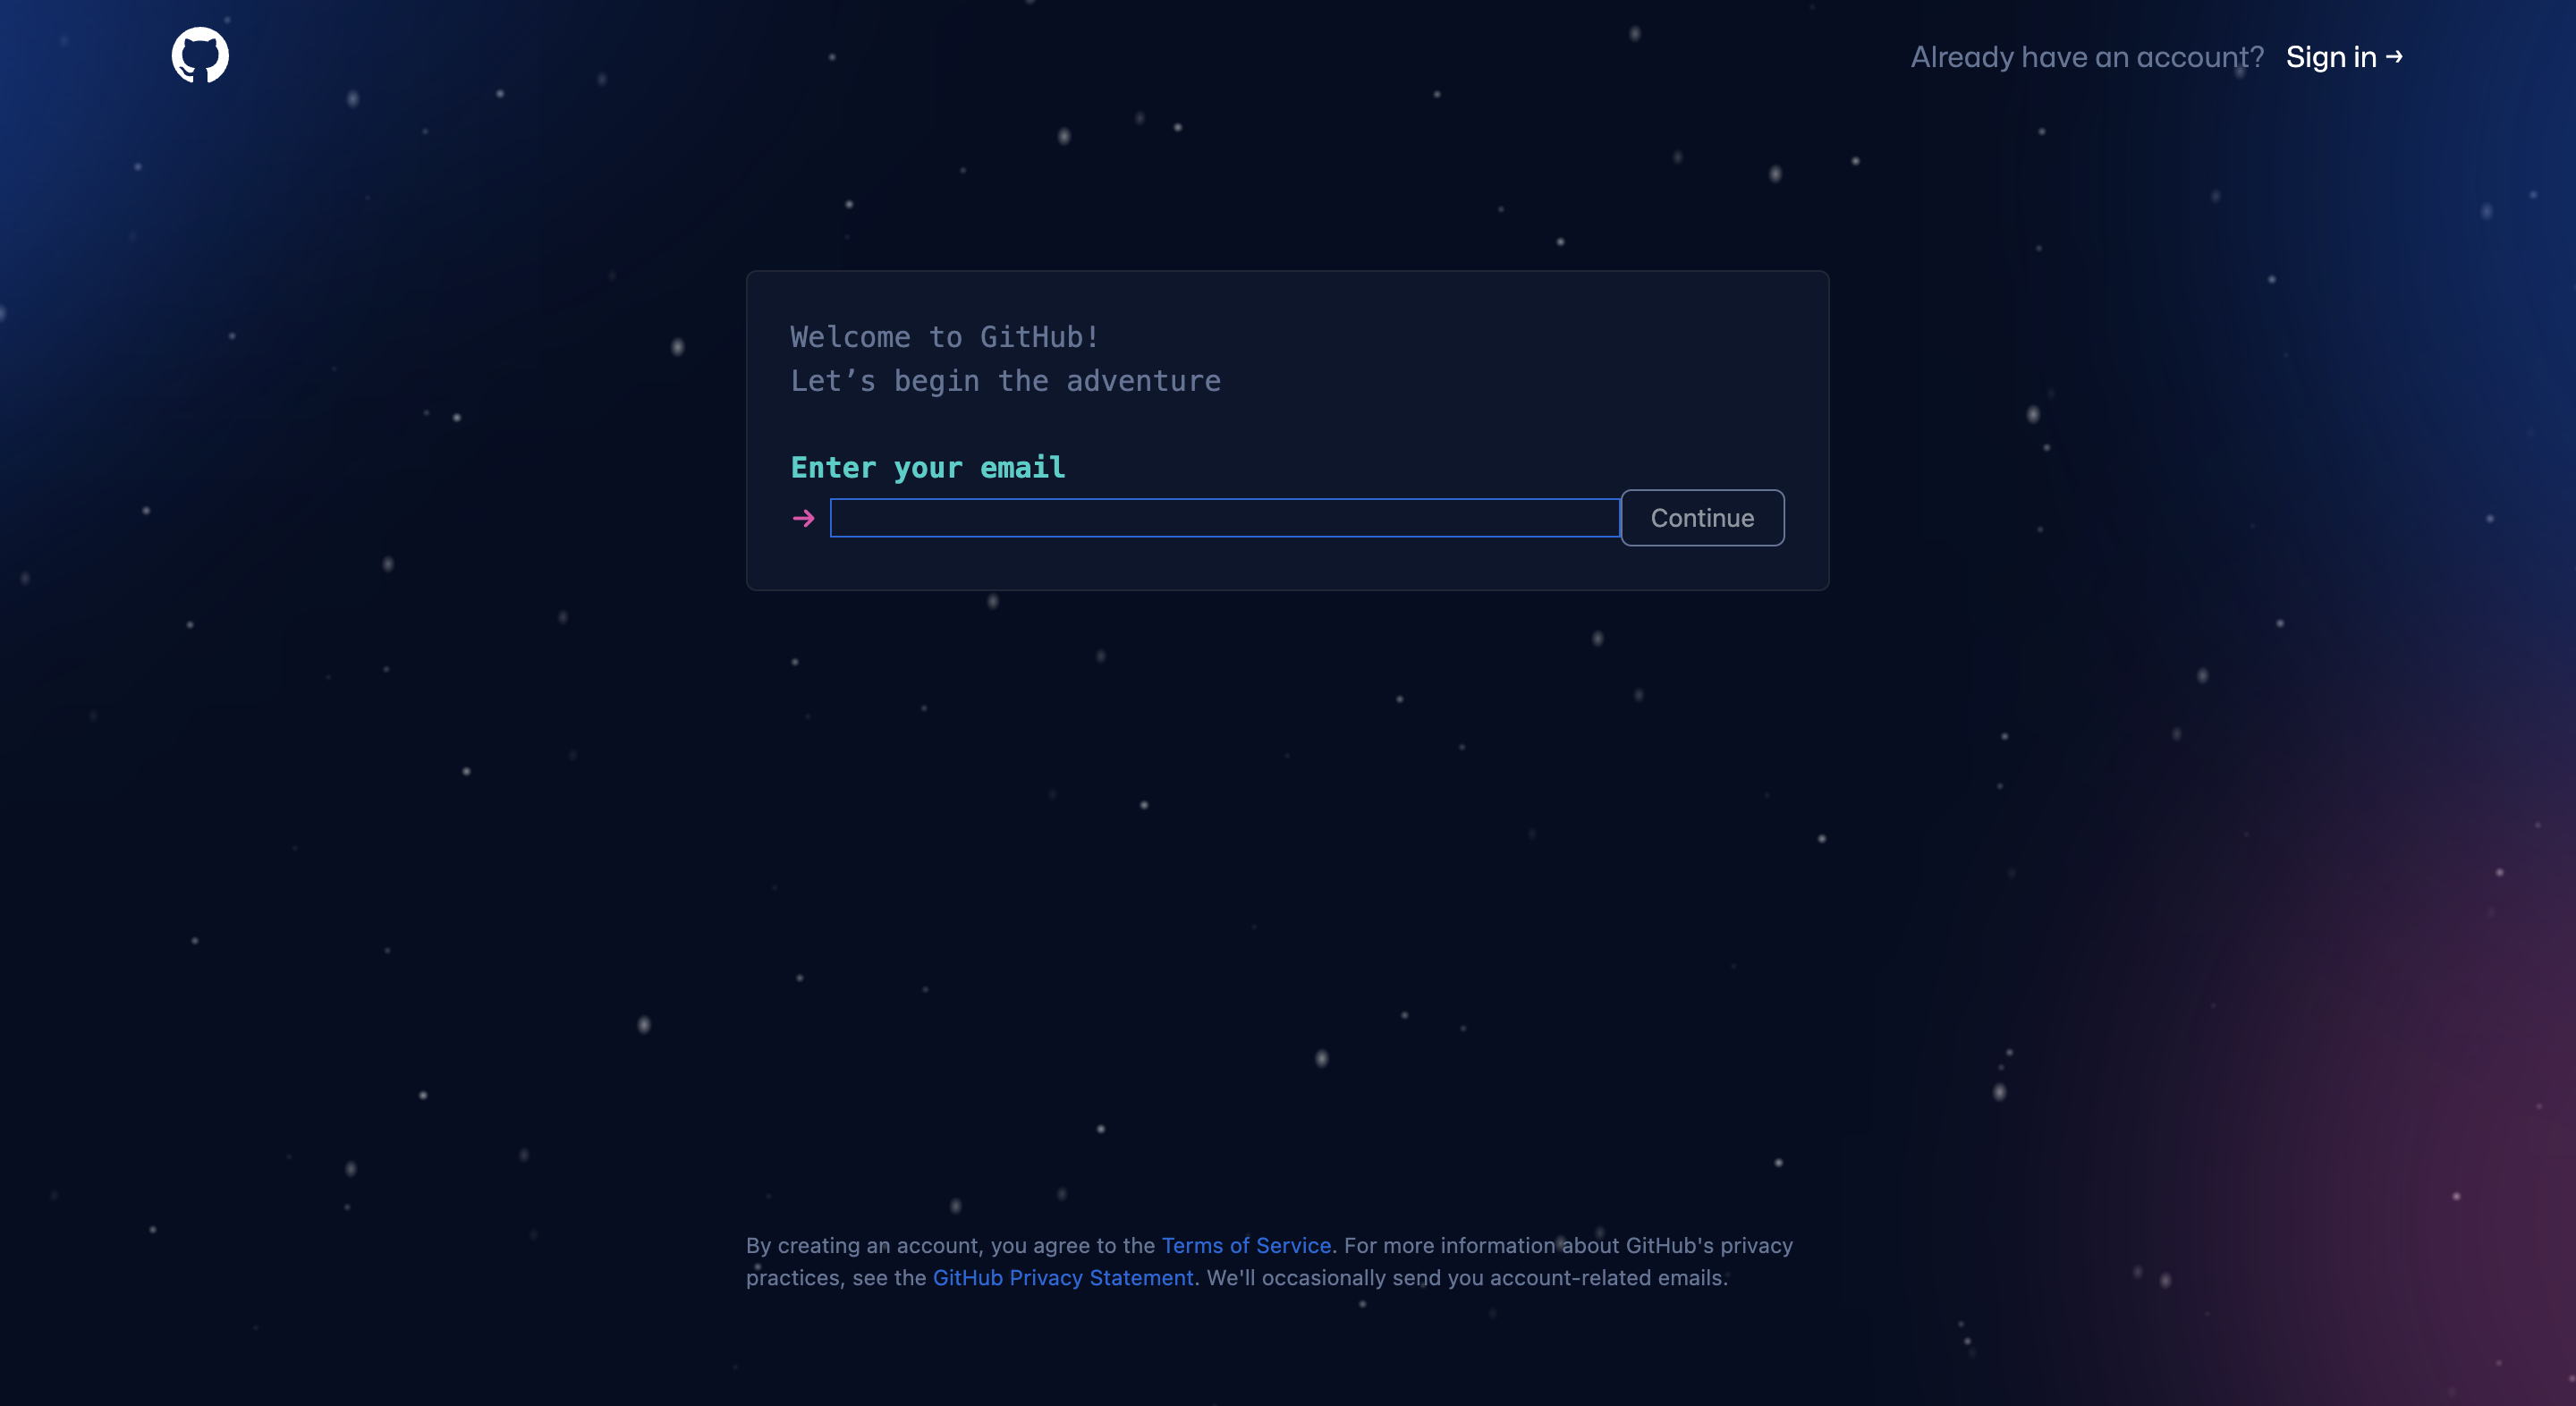 Already have an account? Sign in →
Welcome to GitHub!
Let’s begin the adventure
Enter your email
→ Continue
By creating an account, you agree to the Terms of Service. For more information about GitHub's privacy
practices, see the GitHub Privacy Statement. We'll occasionally send you account-related emails.